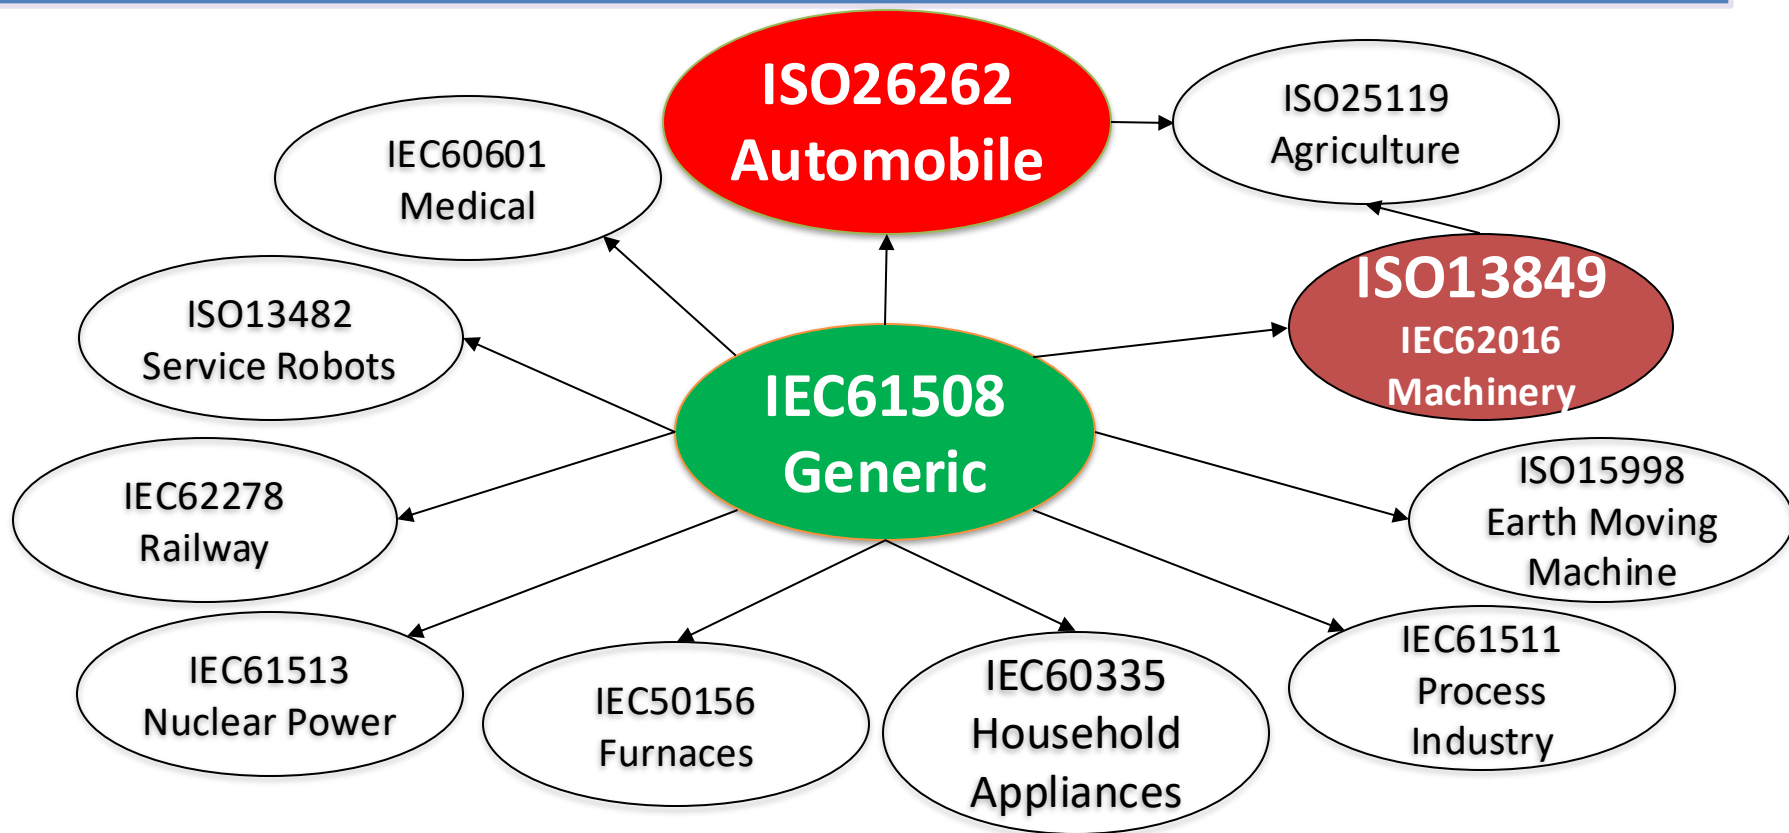 ISO26262
Automobile
ISO25119
Agriculture
IEC60601
Medical
ISO13849
IEC62016
Machinery
ISO13482
Service Robots
IEC61508
Generic
IEC62278
Railway
ISO15998
Earth Moving
Machine
IEC61513
Nuclear Power
IEC50156
Furnaces
IEC60335
Household
Appliances
IEC61511
Process
Industry